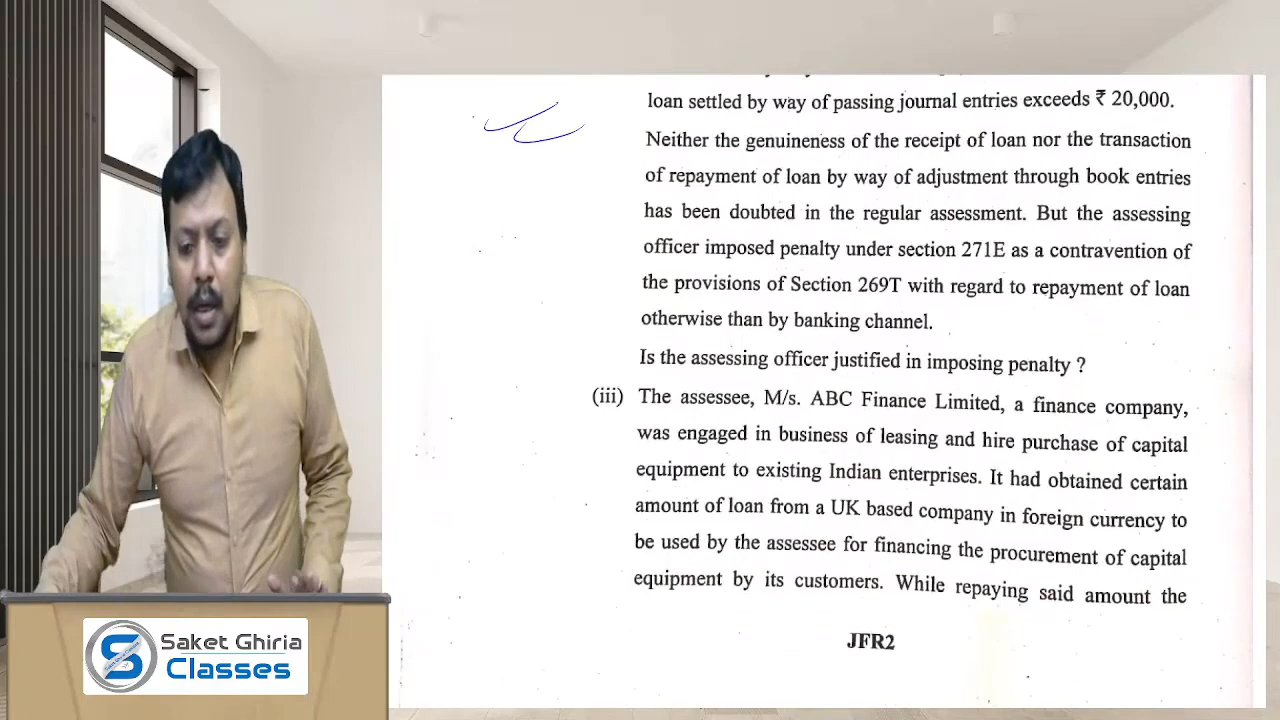 loan settled by way of passing journal entries exceeds ₹ 20,000.
Neither the genuineness of the receipt of loan nor the transaction
of repayment of loan by way of adjustment through book entries
has been doubted in the regular assessment. But the assessing
officer imposed penalty under section 271E as a contravention of
the provisions of Section 269T with regard to repayment of loan
otherwise than by banking channel.
Is the assessing officer justified in imposing penalty ?
(iii) The assessee, M/s. ABC Finance Limited, a finance company,
was engaged in business of leasing and hire purchase of capital
equipment to existing Indian enterprises. It had obtained certain
amount of loan from a UK based company in foreign currency to
be used by the assessee for financing the procurement of capital
equipment by its customers. While repaying said amount the
JFR2
Saket Ghiria
Classes